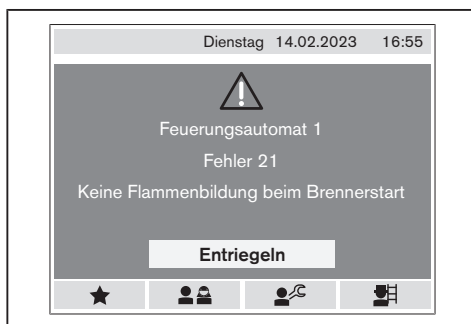 Dienstag 14.02.2023 16:55
Feuerungsautomat 1
Fehler 21
Keine Flammenbildung beim Brennerstart
Entriegeln